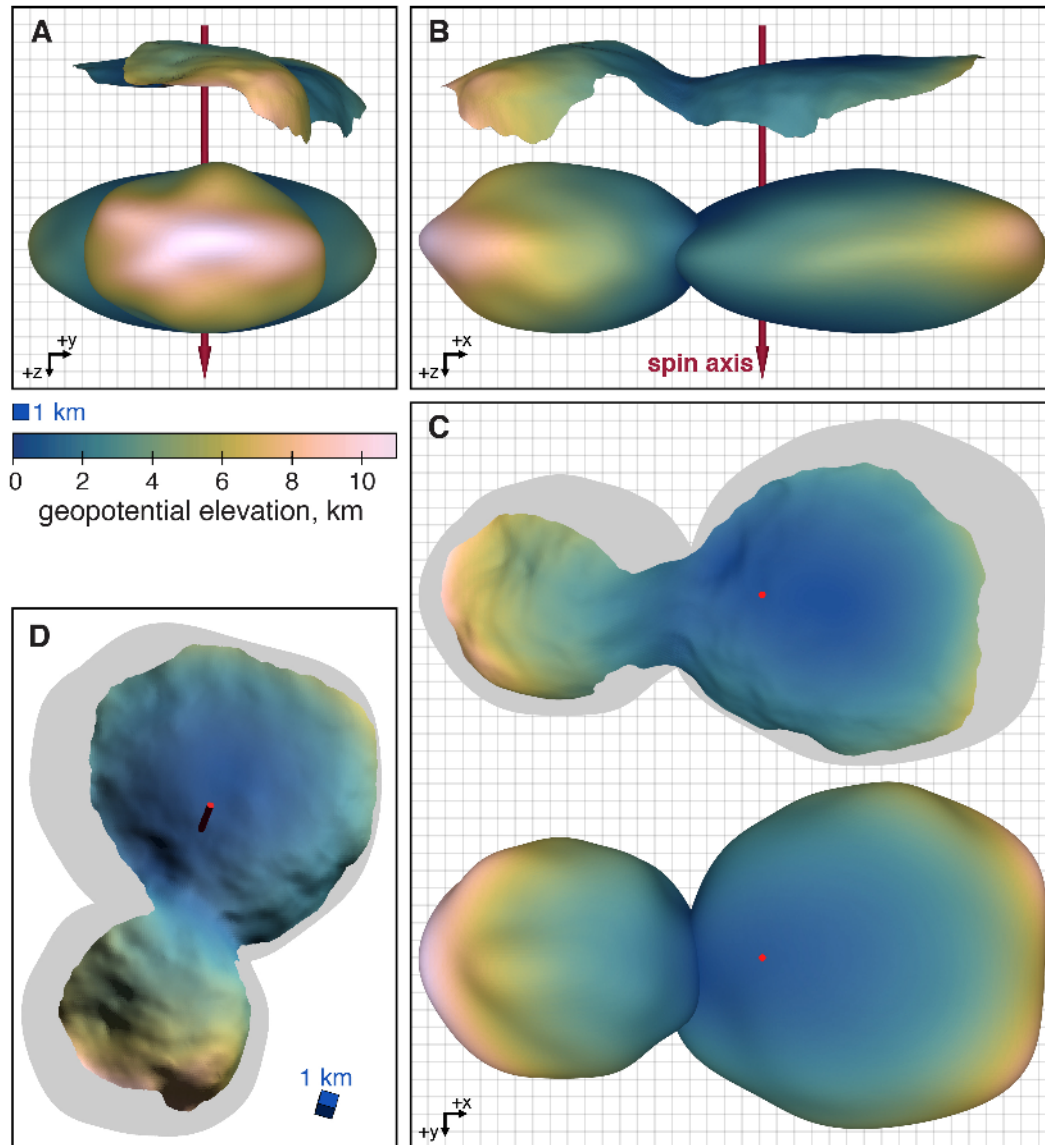 A
+y
+z
B
+x
+z
spin axis
1 km
0 2 4 6 8 10
geopotential elevation, km
C
+x
+y
D
1 km